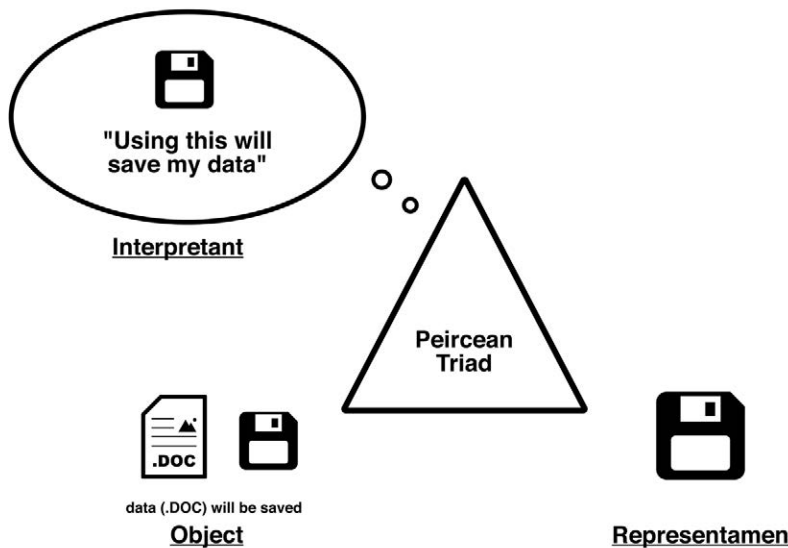 "Using this will
save my data"
Interpretant
Peircean
Triad
.DOC
data (.DOC) will be saved
Object
Representamen